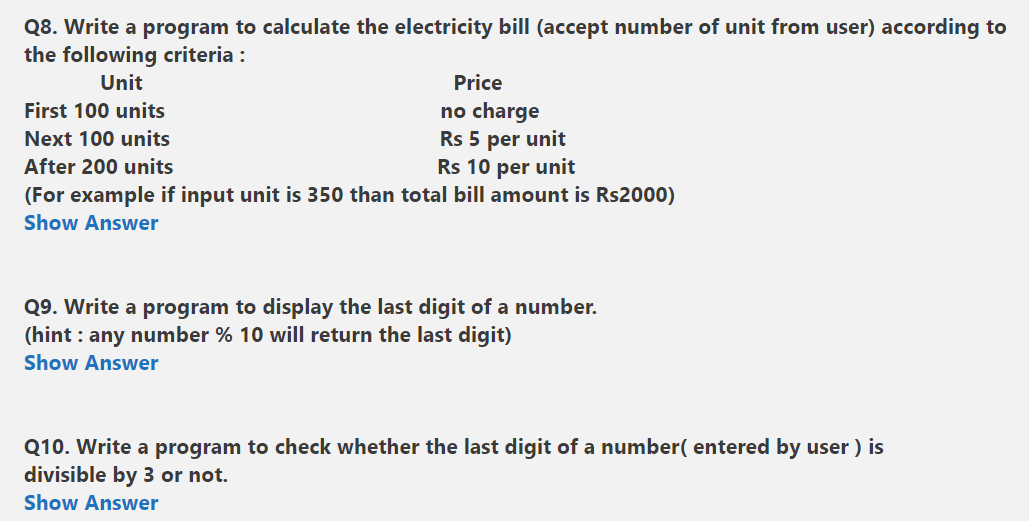 Q8. Write a program to calculate the electricity bill (accept number of unit from user) according to
the following criteria :
Unit Price
First 100 units no charge
Next 100 units Rs 5 per unit
After 200 units Rs 10 per unit
(For example if input unit is 350 than total bill amount is Rs2000)
Show Answer
Q9. Write a program to display the last digit of a number.
(hint : any number % 10 will return the last digit)
Show Answer
Q10. Write a program to check whether the last digit of a number( entered by user ) is
divisible by 3 or not.
Show Answer